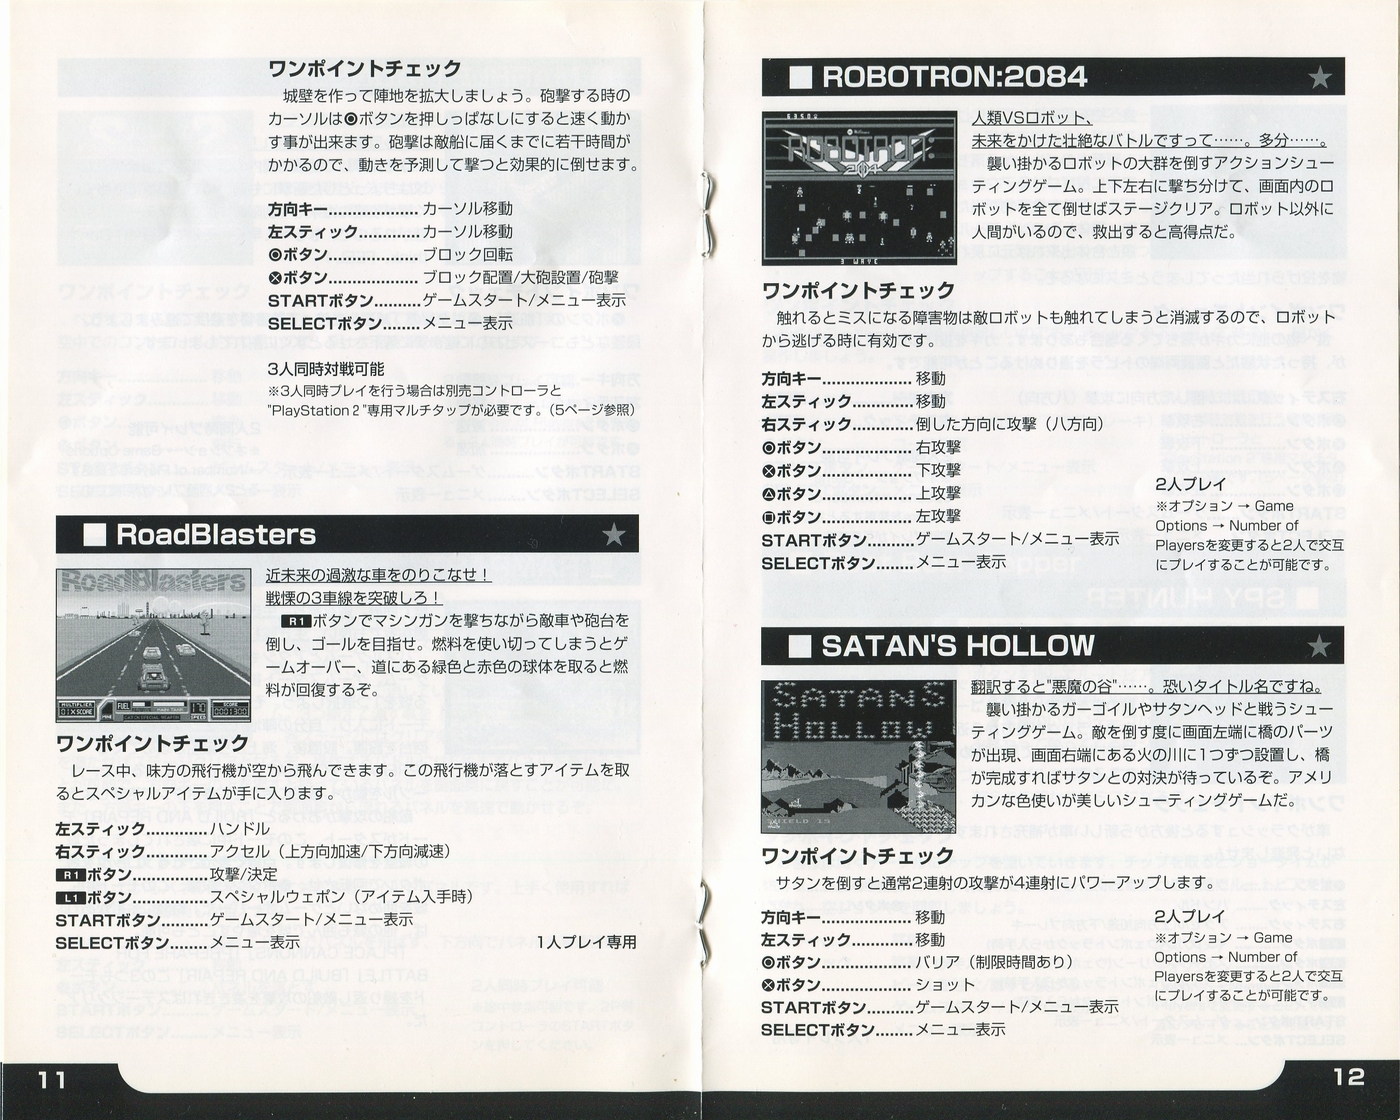 ワンポイントチェック
　城壁を作って陣地を拡大しましょう。砲撃する時の
カーソルは◎ボタンを押しっぱなしにすると速く動か
す事が出来ます。砲撃は敵船に届くまでに若干時間が
かかるので、動きを予測して撃つと効果的に倒せます。
方向キー.................. カーソル移動
左スティック............ カーソル移動
◎ボタン.................. ブロック回転
⊗ボタン.................. ブロック配置/大砲設置/砲撃
STARTボタン.........ゲームスタート/メニュー表示
SELECTボタン.......メニュー表示
3人同時対戦可能
※3人同時プレイを行う場合は別売コントローラと
"PlayStation 2"専用マルチタップが必要です。(5ページ参照)
■ RoadBlasters ★
RoadBlasters
MULTIPLIER
01×SCORE
FUEL
SCORE
0001300
SPEED
近未来の過激な車をのりこなせ！
戦慄の3車線を突破しろ！
　R1ボタンでマシンガンを撃ちながら敵車や砲台を
倒し、ゴールを目指せ。燃料を使い切ってしまうとゲ
ームオーバー、道にある緑色と赤色の球体を取ると燃
料が回復するぞ。
ワンポイントチェック
　レース中、味方の飛行機が空から飛んできます。この飛行機が落とすアイテムを取
るとスペシャルアイテムが手に入ります。
左スティック............ハンドル
右スティック............アクセル（上方向加速/下方向減速）
R1ボタン...............攻撃/決定
L1ボタン...............スペシャルウェポン（アイテム入手時）
STARTボタン.........ゲームスタート/メニュー表示
SELECTボタン.......メニュー表示
1人プレイ専用
11
■ ROBOTRON:2084 ★
ROBOTRON:
3 WAVE
人類VSロボット、
未来をかけた壮絶なバトルですって……。多分……。
　襲い掛かるロボットの大群を倒すアクションシュー
ティングゲーム。上下左右に撃ち分けて、画面内のロ
ボットを全て倒せばステージクリア。ロボット以外に
人間がいるので、救出すると高得点だ。
ワンポイントチェック
　触れるとミスになる障害物は敵ロボットも触れてしまうと消滅するので、ロボット
から逃げる時に有効です。
方向キー.................. 移動
左スティック............ 移動
右スティック............ 倒した方向に攻撃（八方向）
◎ボタン.................. 右攻撃
⊗ボタン.................. 下攻撃
△ボタン.................. 上攻撃
□ボタン.................. 左攻撃
STARTボタン.........ゲームスタート/メニュー表示
SELECTボタン.......メニュー表示
2人プレイ
※オプション → Game
Options → Number of
Playersを変更すると2人で交互
にプレイすることが可能です。
■ SATAN'S HOLLOW ★
SATANS
HOLLOW
SHIELD IS
翻訳すると"悪魔の谷"……。恐いタイトル名ですね。
　襲い掛かるガーゴイルやサタンヘッドと戦うシュー
ティングゲーム。敵を倒す度に画面左端に橋のパーツ
が出現、画面右端にある火の川に1つずつ設置し、橋
が完成すればサタンとの対決が待っているぞ。アメリ
カンな色使いが美しいシューティングゲームだ。
ワンポイントチェック
　サタンを倒すと通常2連射の攻撃が4連射にパワーアップします。
方向キー.................. 移動
左スティック............ 移動
◎ボタン..................バリア（制限時間あり）
⊗ボタン..................ショット
STARTボタン.........ゲームスタート/メニュー表示
SELECTボタン.......メニュー表示
2人プレイ
※オプション → Game
Options → Number of
Playersを変更すると2人で交互
にプレイすることが可能です。
12